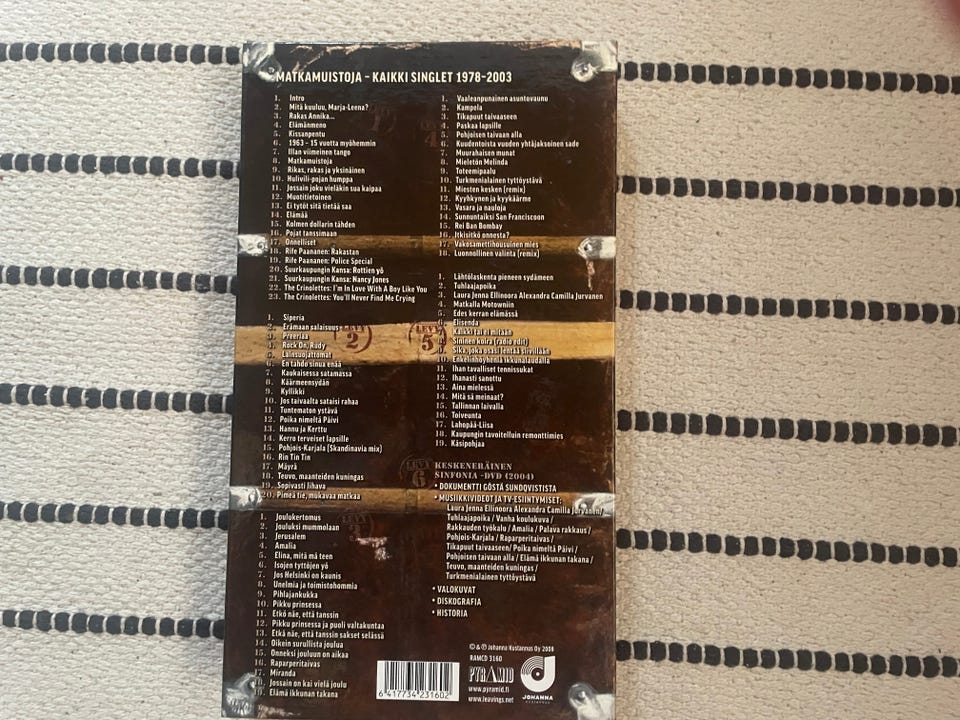 MATKAMUISTOJA – KAIKKI SINGLET 1978–2003
1. Intro
2. Mitä kuuluu, Marja-Leena?
3. Rakas Annika...
4. Elämänmeno
5. Kissanpentu
6. 1963 - 15 vuotta myöhemmin
7. Illan viimeinen tango
8. Matkamuistoja
9. Rikas, rakas ja yksinäinen
10. Hulivili-pojan humppa
11. Jossain joku vieläkin sua kaipaa
12. Muotitietoinen
13. Ei tytöt sitä tietää saa
14. Elämää
15. Kolmen dollarin tähden
16. Pojat tanssimaan
17. Onnelliset
18. Rife Paananen: Rakastan
19. Rife Paananen: Police Special
20. Suurkaupungin Kansa: Rottien yö
21. Suurkaupungin Kansa: Nancy Jones
22. The Crinolettes: I'm In Love With A Boy Like You
23. The Crinolettes: You'll Never Find Me Crying
1. Siperia
2. Erämaan salaisuus
3. Preeriaa
4. Rock On, Rudy
5. Lainsuojattomat
6. En tahdo sinua enää
7. Kaukaisessa satamassa
8. Käärmeensydän
9. Kyllikki
10. Jos taivaalta sataisi rahaa
11. Tuntematon ystävä
12. Poika nimeltä Päivi
13. Hannu ja Kerttu
14. Kerro terveiset lapsille
15. Pohjois-Karjala (Skandinavia mix)
16. Rin Tin Tin
17. Mäyrä
18. Teuvo, maanteiden kuningas
19. Sopivasti lihava
20. Pimeä tie, mukavaa matkaa
1. Joulukertomus
2. Jouluksi mummolaan
3. Jerusalem
4. Amalia
5. Elina, mitä mä teen
6. Isojen tyttöjen yö
7. Jos Helsinki on kaunis
8. Unelmia ja toimistohommia
9. Pihlajankukka
10. Pikku prinsessa
11. Etkö näe, että tanssin
12. Pikku prinsessa ja puoli valtakuntaa
13. Etkä näe, että tanssin sakset selässä
14. Oikein surullista joulua
15. Onneksi jouluun on aikaa
16. Raparperitaivas
17. Miranda
18. Jossain on kai vielä joulu
19. Elämä ikkunan takana
1. Vaaleanpunainen asuntovaunu
2. Kampela
3. Tikapuut taivaaseen
4. Paskaa lapsille
5. Pohjoisen taivaan alla
6. Kuudentoista vuoden yhtäjaksoinen sade
7. Muurahaisen munat
8. Mieletön Melinda
9. Toteemipaalu
10. Turkmenialainen tyttöystävä
11. Miesten kesken (remix)
12. Kyyhkynen ja kyykäärme
13. Vasara ja nauloja
14. Sunnuntaiksi San Franciscoon
15. Rei Ban Bombay
16. Itkisitkö onnesta?
17. Vakosamettihousuinen mies
18. Luonnollinen valinta (remix)
1. Lähtölaskenta pieneen sydämeen
2. Tuhlaajapoika
3. Laura Jenna Ellinoora Alexandra Camilla Jurvanen
4. Matkalla Motowniin
5. Edes kerran elämässä
6. Elisenda
7. Kaikki tai ei mitään
8. Sininen koira (radio edit)
9. Sika, joka osasi lentää siivillään
10. Enkelinhöyheniä ikkunalaudalla
11. Ihan tavalliset tennissukat
12. Ihanasti sanottu
13. Aina mielessä
14. Mitä sä meinaat?
15. Tallinnan laivalla
16. Toiveunta
17. Lahopää-Liisa
18. Kaupungin tavoitelluin remonttimies
19. Käsipohjaa
LEVY 2
LEVY 5
LEVY 6
KESKENERÄINEN
SINFONIA -DVD (2004)
• DOKUMENTTI GÖSTA SUNDQVISTISTA
• MUSIIKKIVIDEOT JA TV-ESIINTYMISET:
Laura Jenna Ellinoora Alexandra Camilla Jurvanen/
Tuhlaajapoika / Vanha koulukuva /
Rakkauden työkalu / Amalia / Palava rakkaus /
Pohjois-Karjala / Raparperitaivas /
Tikapuut taivaaseen/ Poika nimeltä Päivi /
Pohjoisen taivaan alla / Elämä ikkunan takana /
Teuvo, maanteiden kuningas /
Turkmenialainen tyttöystävä
• VALOKUVAT
• DISKOGRAFIA
• HISTORIA
© & ℗ Johanna Kustannus Oy 2008
RAMCD 3160
PYRAMID
www.pyramid.fi
www.leavings.net
JOHANNA
KUSTANNUS
6 417734 231602